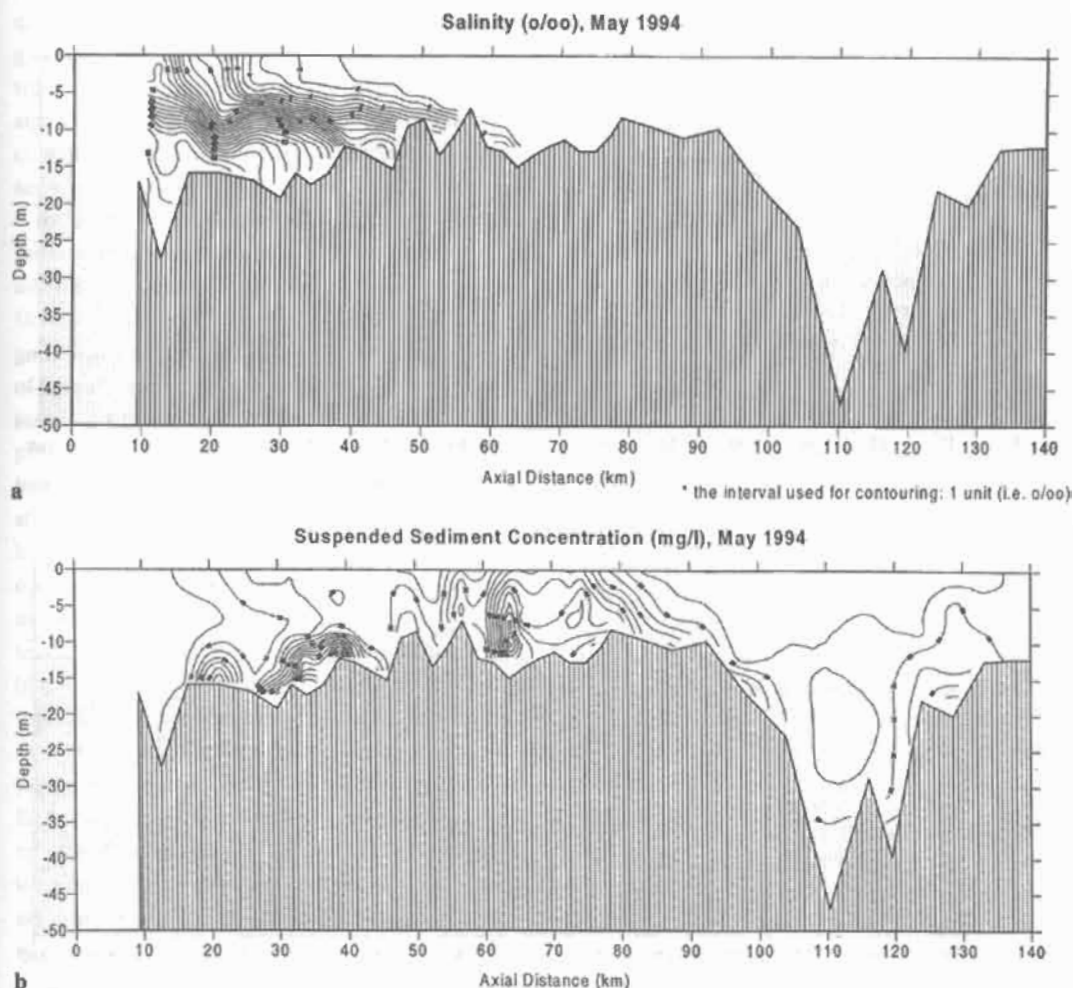 Salinity (o/oo), May 1994
0
-5
-10
-15
-20
-25
-30
-35
-40
-45
-50
Depth (m)
0 10 20 30 40 50 60 70 80 90 100 110 120 130 140
Axial Distance (km)
a
* the interval used for contouring: 1 unit (i.e. o/oo)
Suspended Sediment Concentration (mg/l), May 1994
0
-5
-10
-15
-20
-25
-30
-35
-40
-45
-50
Depth (m)
0 10 20 30 40 50 60 70 80 90 100 110 120 130 140
Axial Distance (km)
b